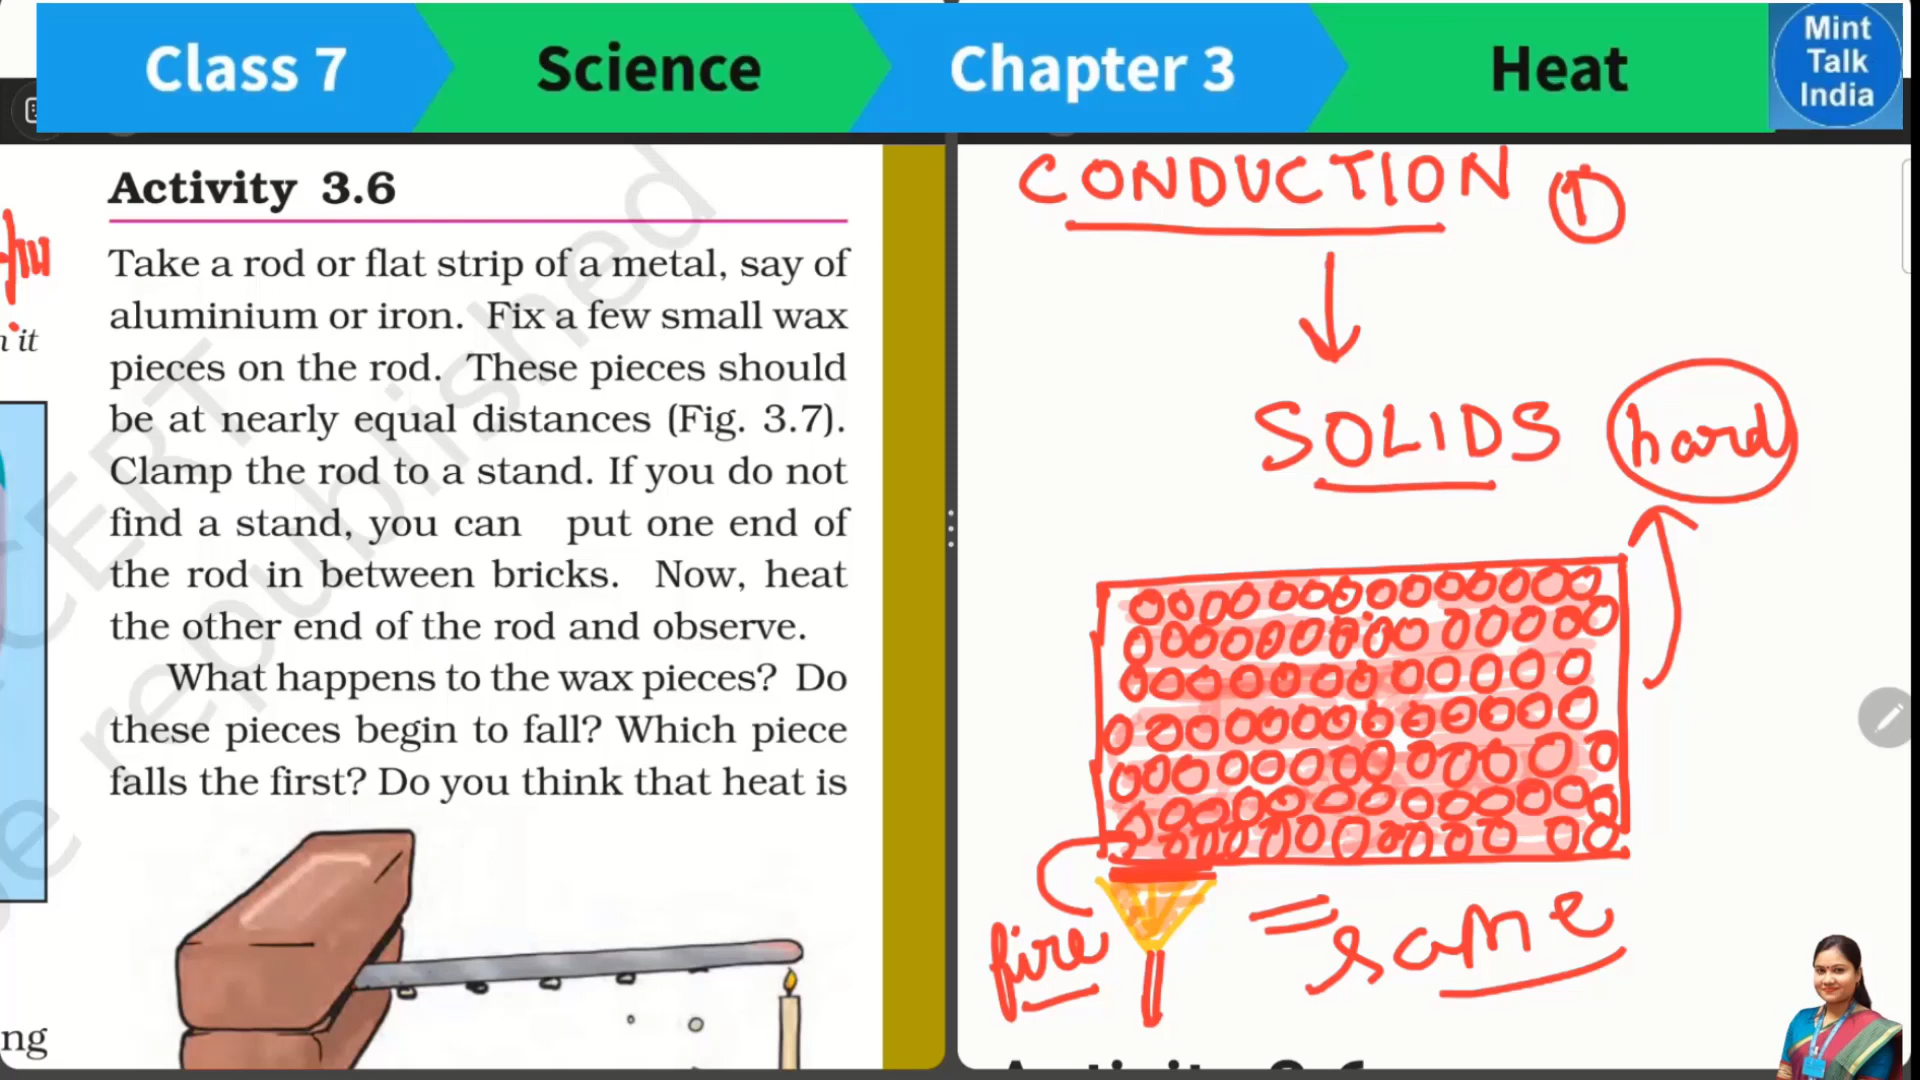 Class 7
Science
Chapter 3
Heat
Mint
Talk
India
Activity 3.6
Take a rod or flat strip of a metal, say of
aluminium or iron. Fix a few small wax
pieces on the rod. These pieces should
be at nearly equal distances (Fig. 3.7).
Clamp the rod to a stand. If you do not
find a stand, you can put one end of
the rod in between bricks. Now, heat
the other end of the rod and observe.
What happens to the wax pieces? Do
these pieces begin to fall? Which piece
falls the first? Do you think that heat is
it
ng
republished
CONDUCTION 1
SOLIDS hard
fire
= same